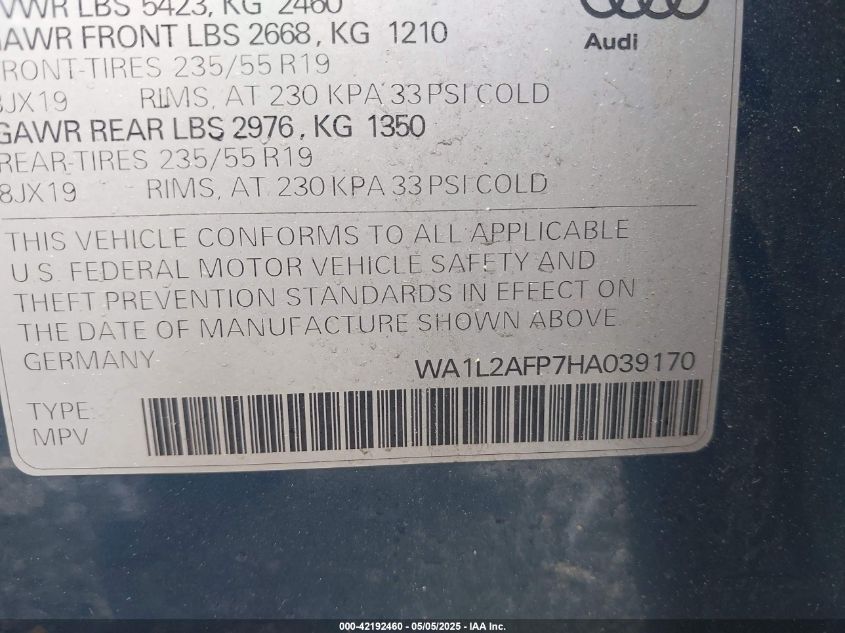 GVWR LBS 5423, KG 2460
GAWR FRONT LBS 2668, KG 1210
FRONT-TIRES 235/55 R19
8JX19 RIMS, AT 230 KPA 33 PSI COLD
GAWR REAR LBS 2976, KG 1350
REAR-TIRES 235/55 R19
8JX19 RIMS, AT 230 KPA 33 PSI COLD
Audi
THIS VEHICLE CONFORMS TO ALL APPLICABLE
U.S. FEDERAL MOTOR VEHICLE SAFETY AND
THEFT PREVENTION STANDARDS IN EFFECT ON
THE DATE OF MANUFACTURE SHOWN ABOVE.
GERMANY
WA1L2AFP7HA039170
TYPE:
MPV
000-42192460 - 05/05/2025 - IAA Inc.